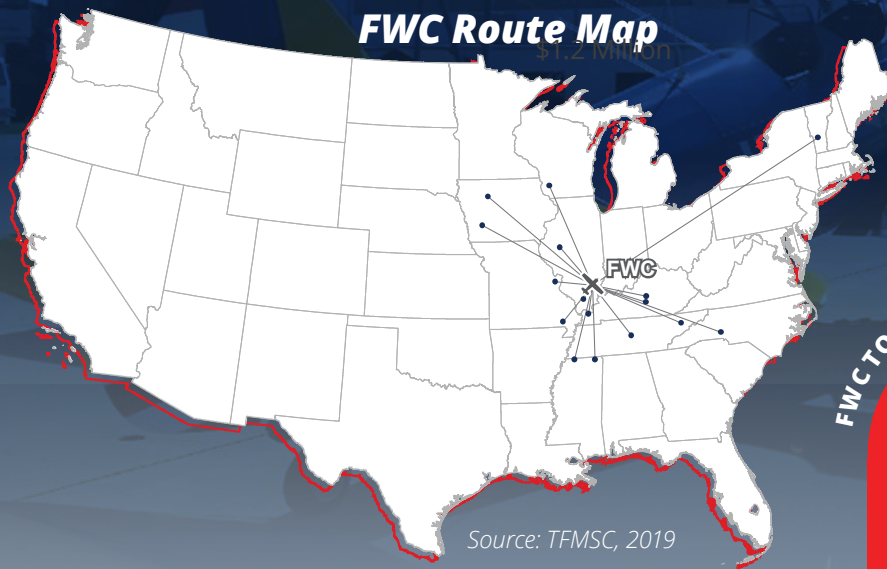 FWC Route Map
$1.2 Million
FWC
FWC TO
Source: TFMSC, 2019